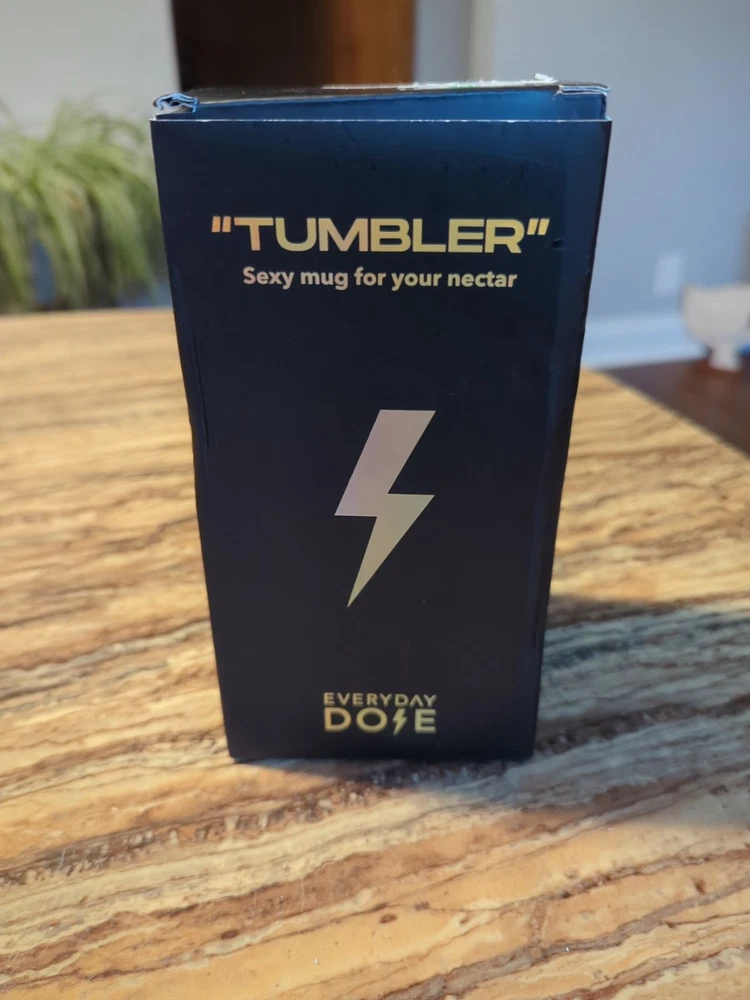 "TUMBLER"
Sexy mug for your nectar
EVERYDAY
DOSE